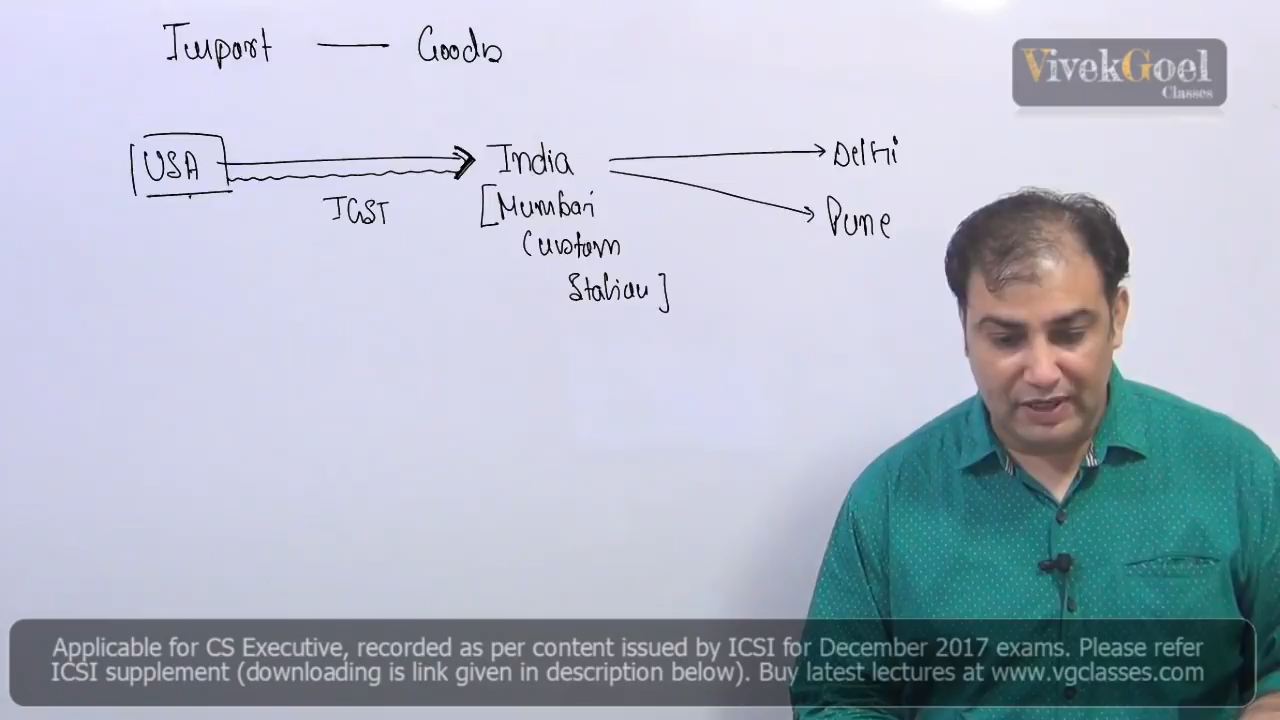 Import — Goods
VivekGoel
Classes
USA
India
Delhi
IGST
[Mumbai
Pune
Custom
Station]
Applicable for CS Executive, recorded as per content issued by ICSI for December 2017 exams. Please refer
ICSI supplement (downloading is link given in description below). Buy latest lectures at www.vgclasses.com